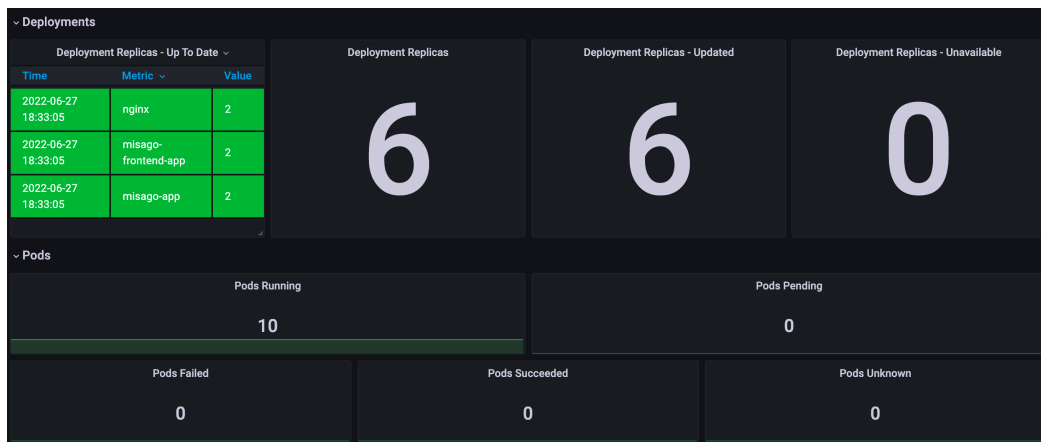 Deployments
Deployment Replicas - Up To Date
Time Metric Value
2022-06-27
18:33:05
nginx
2
2022-06-27
18:33:05
misago-
frontend-app
2
2022-06-27
18:33:05
misago-app
2
Deployment Replicas
6
Deployment Replicas - Updated
6
Deployment Replicas - Unavailable
0
Pods
Pods Running
10
Pods Pending
0
Pods Failed
0
Pods Succeeded
0
Pods Unknown
0